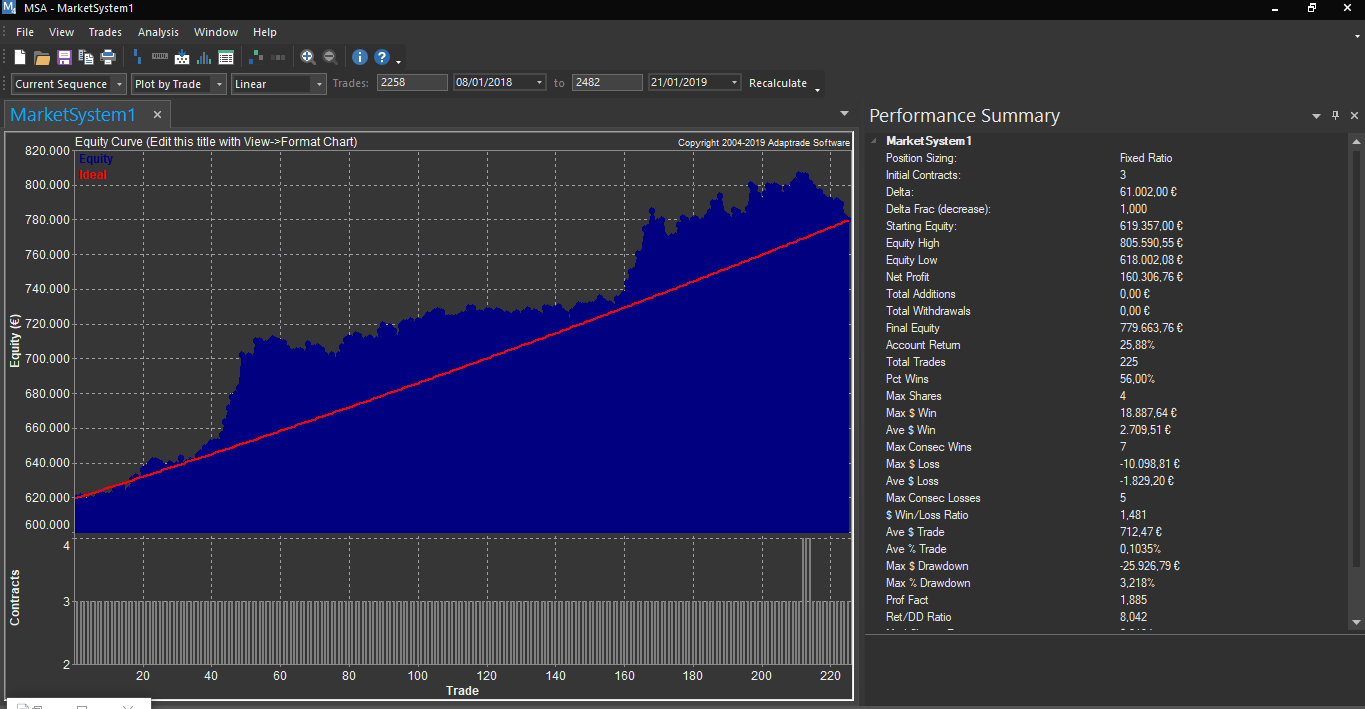 MSA - MarketSystem1
File View Trades Analysis Window Help
Current Sequence Plot by Trade Linear Trades: 2258 08/01/2018 to 2482 21/01/2019 Recalculate
MarketSystem1
Equity Curve (Edit this title with View->Format Chart) Copyright 2004-2019 Adaptrade Software
Equity
Ideal
820.000
800.000
780.000
760.000
740.000
720.000
700.000
680.000
660.000
640.000
620.000
600.000
Equity (€)
4
3
2
Contracts
20 40 60 80 100 120 140 160 180 200 220
Trade
Performance Summary
MarketSystem1
Position Sizing: Fixed Ratio
Initial Contracts: 3
Delta: 61.002,00 €
Delta Frac (decrease): 1,000
Starting Equity: 619.357,00 €
Equity High 805.590,55 €
Equity Low 618.002,08 €
Net Profit 160.306,76 €
Total Additions 0,00 €
Total Withdrawals 0,00 €
Final Equity 779.663,76 €
Account Return 25,88%
Total Trades 225
Pct Wins 56,00%
Max Shares 4
Max $ Win 18.887,64 €
Ave $ Win 2.709,51 €
Max Consec Wins 7
Max $ Loss -10.098,81 €
Ave $ Loss -1.829,20 €
Max Consec Losses 5
$ Win/Loss Ratio 1,481
Ave $ Trade 712,47 €
Ave % Trade 0,1035%
Max $ Drawdown -25.926,79 €
Max % Drawdown 3,218%
Prof Fact 1,885
Ret/DD Ratio 8,042